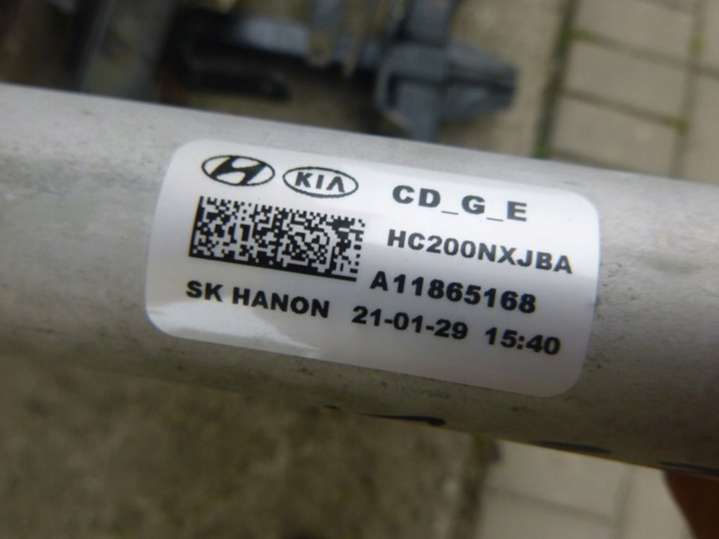 KIA
CD_G_E
HC200NXJBA
A11865168
SK HANON 21-01-29 15:40